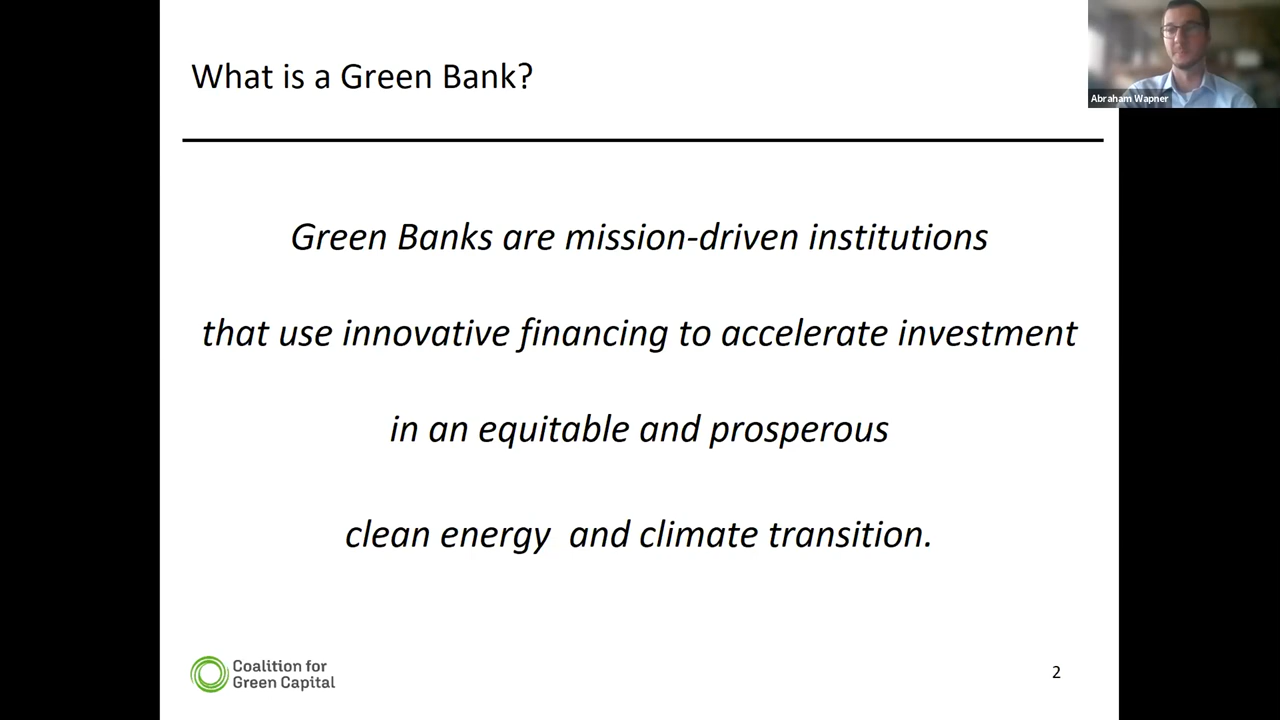 What is a Green Bank?
Abraham Wapner
Green Banks are mission-driven institutions
that use innovative financing to accelerate investment
in an equitable and prosperous
clean energy  and climate transition.
Coalition for
Green Capital
2